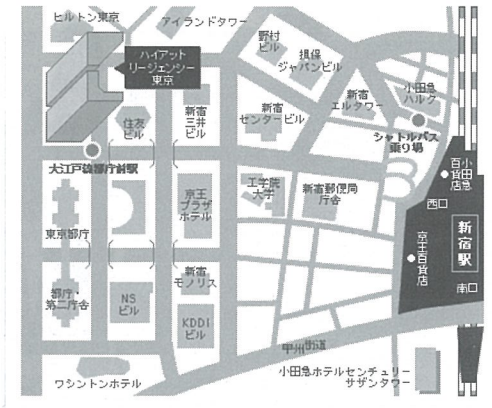 ヒルトン東京
アイランドタワー
野村
ビル
損保
ジャパンビル
ハイアット
リージェンシー
東京
住友
ビル
新宿
三井
ビル
新宿
センタービル
新宿
エルタワー
小田急
ハルク
シャトルバス
乗り場
大江戸線都庁前駅
東京都庁
京王
プラザ
ホテル
工学院
大学
新宿郵便局
庁舎
小田急
百貨店
西口
新宿駅
京王百貨店
南口
都庁・
第二庁舎
NS
ビル
新宿
モノリス
KDDI
ビル
甲州街道
ワシントンホテル
小田急ホテルセンチュリー
サザンタワー